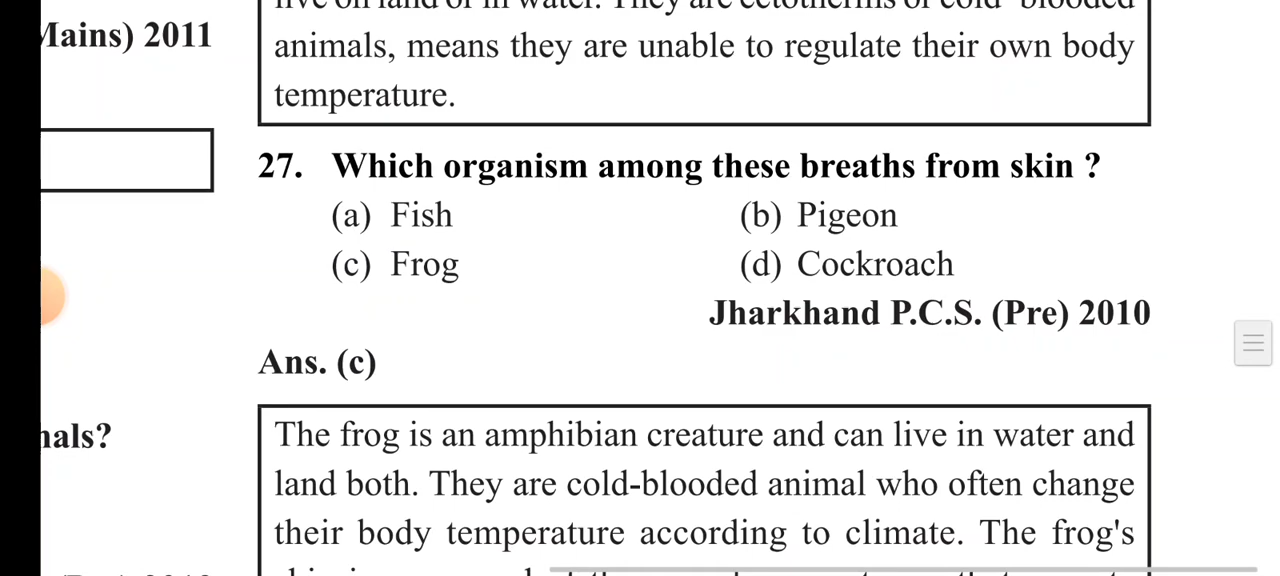 Mains) 2011
animals, means they are unable to regulate their own body
temperature.
27. Which organism among these breaths from skin ?
(a) Fish (b) Pigeon
(c) Frog (d) Cockroach
Jharkhand P.C.S. (Pre) 2010
Ans. (c)
nals?
The frog is an amphibian creature and can live in water and
land both. They are cold-blooded animal who often change
their body temperature according to climate. The frog's